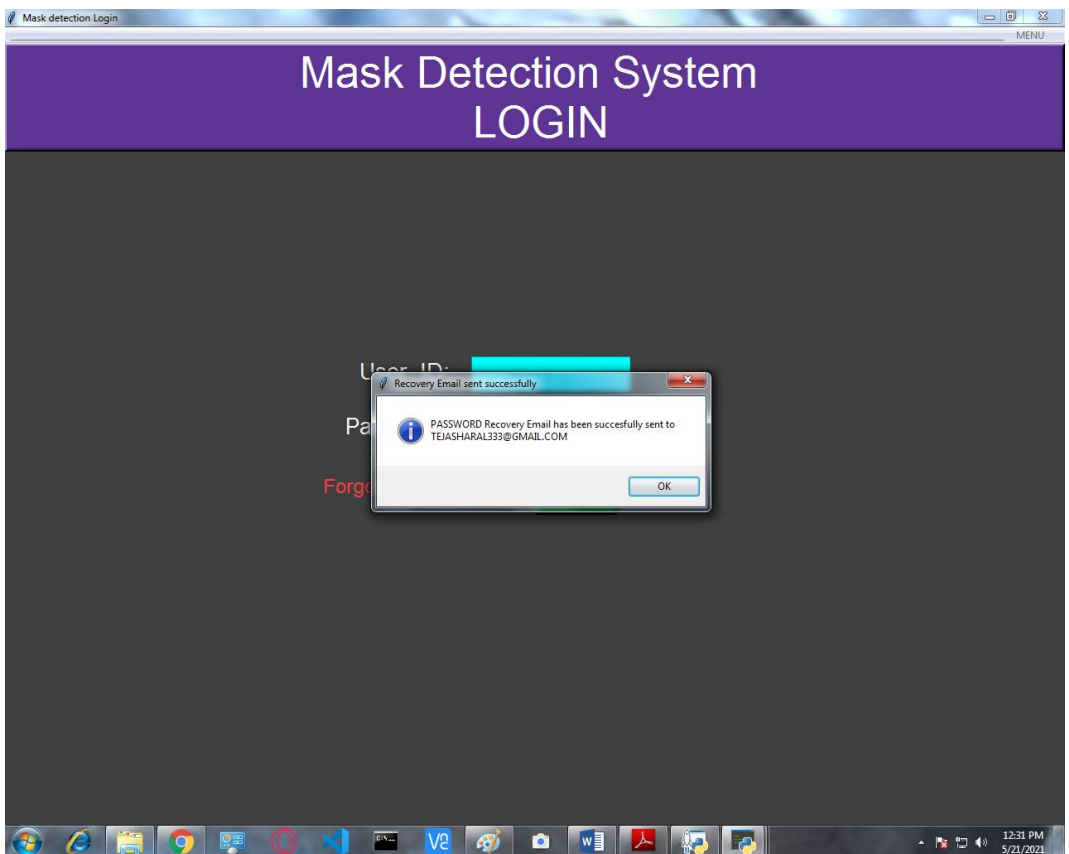 Mask detection Login
MENU
Mask Detection System
LOGIN
User_ID:
Recovery Email sent successfully
PASSWORD Recovery Email has been succesfully sent to
TEJASHARAL333@GMAIL.COM
OK
12:31 PM
5/21/2021